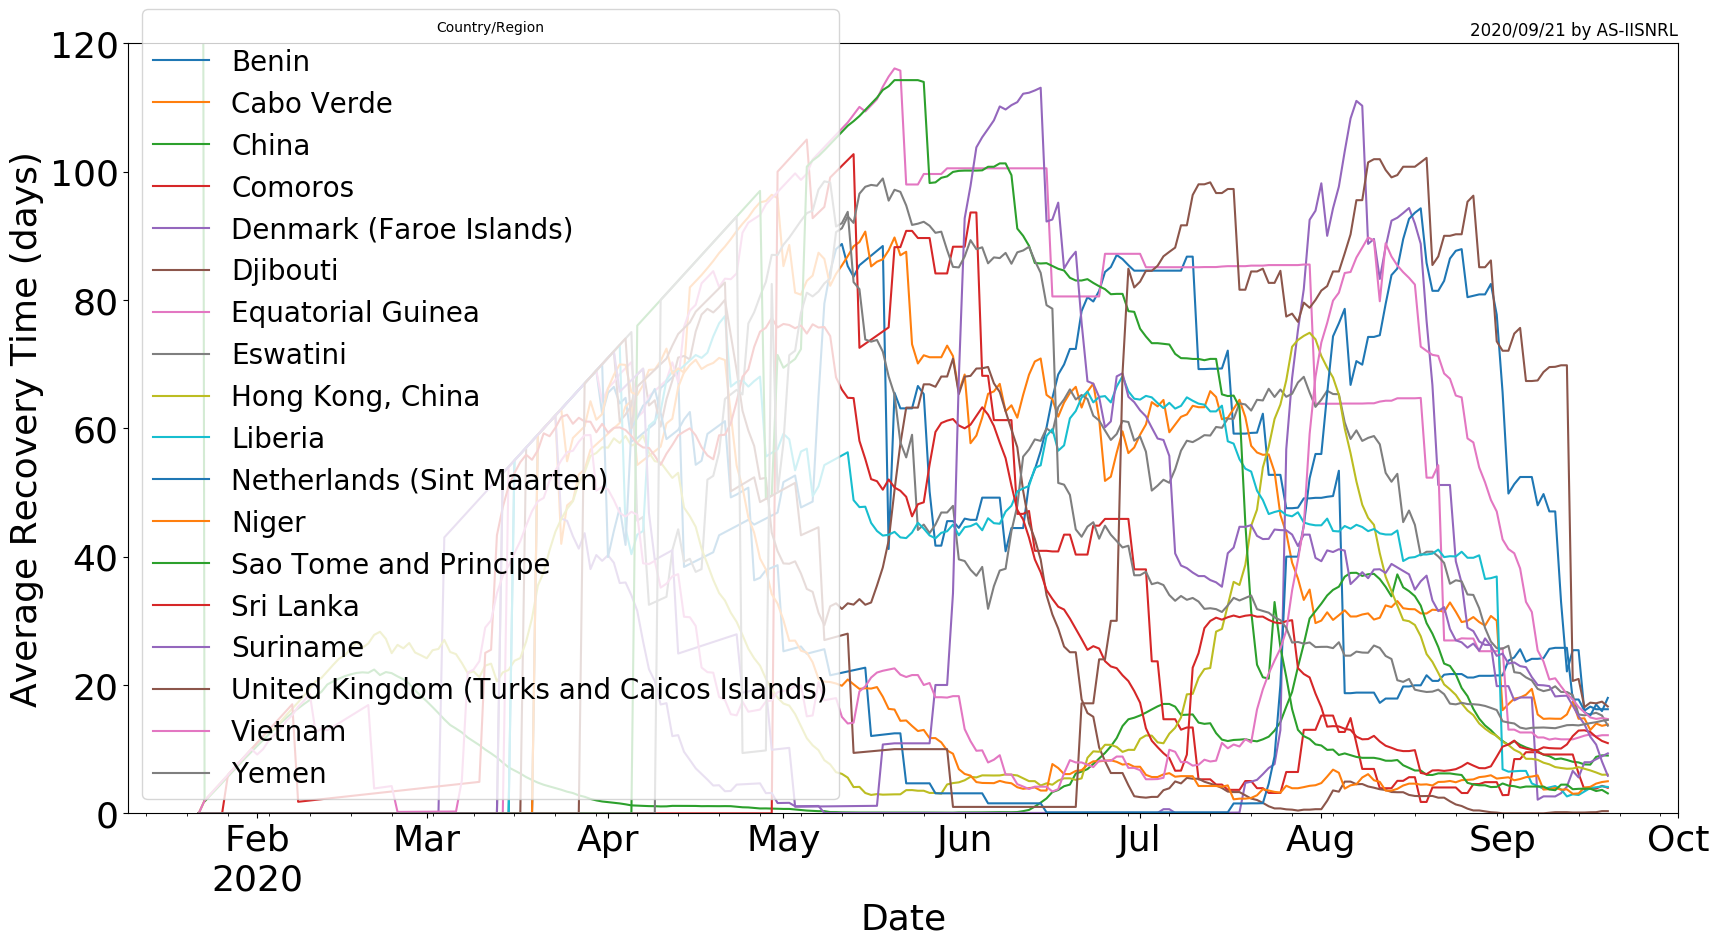 2020/09/21 by AS-IISNRL
Country/Region
Benin
Cabo Verde
China
Comoros
Denmark (Faroe Islands)
Djibouti
Equatorial Guinea
Eswatini
Hong Kong, China
Liberia
Netherlands (Sint Maarten)
Niger
Sao Tome and Principe
Sri Lanka
Suriname
United Kingdom (Turks and Caicos Islands)
Vietnam
Yemen
Average Recovery Time (days)
120
100
80
60
40
20
0
Feb Mar Apr May Jun Jul Aug Sep Oct
2020
Date